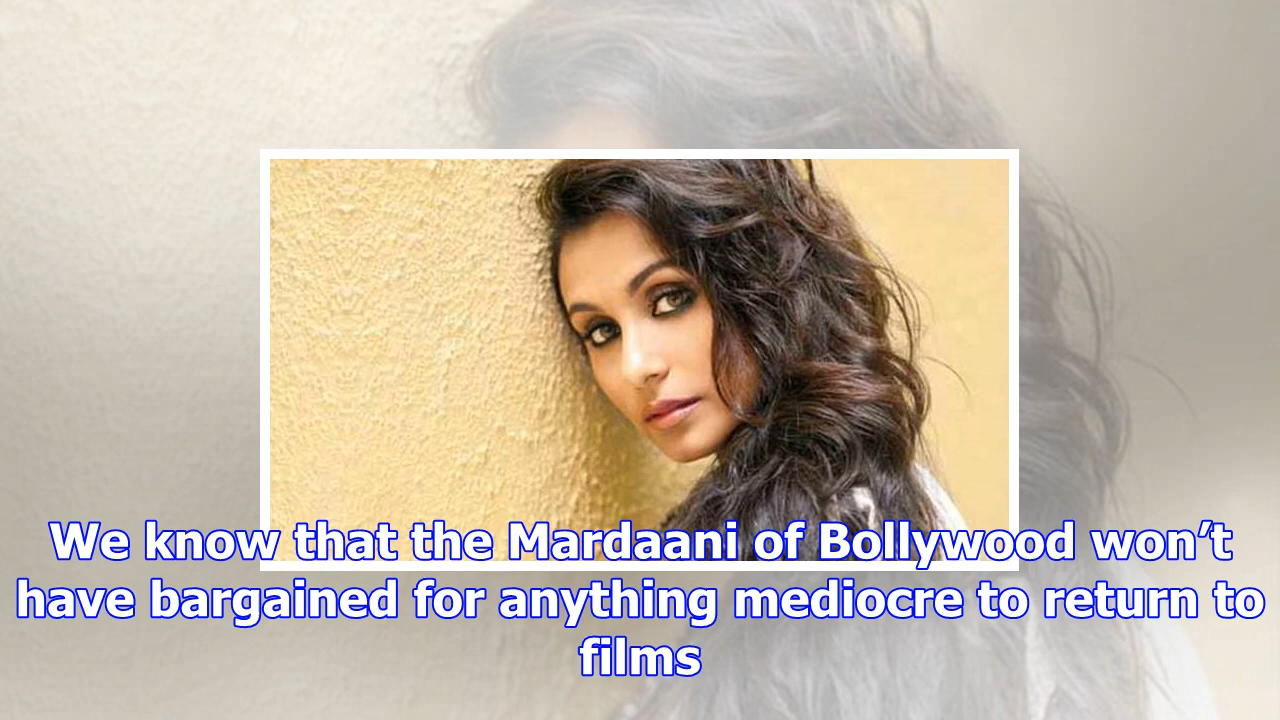 We know that the Mardaani of Bollywood won’t
have bargained for anything mediocre to return to
films